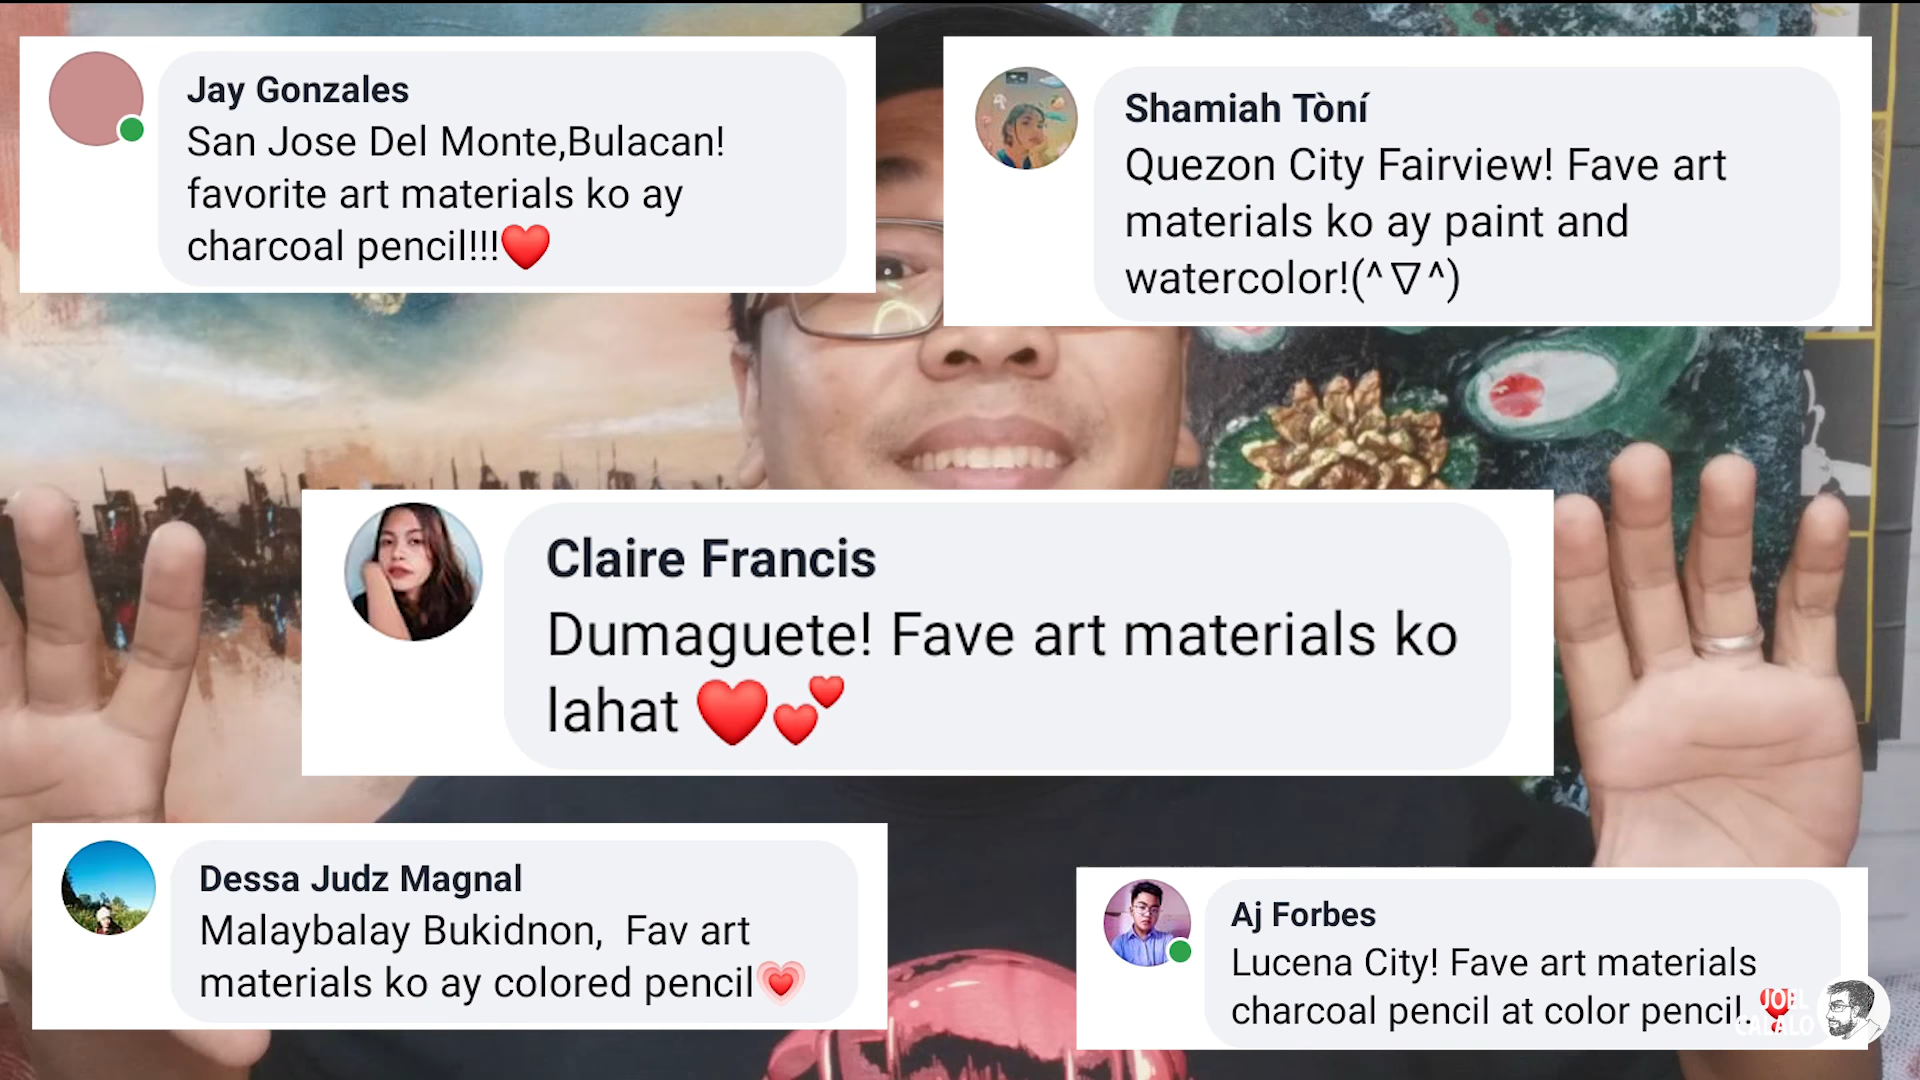 Jay Gonzales
San Jose Del Monte,Bulacan!
favorite art materials ko ay
charcoal pencil!!!❤️
Shamiah Tòní
Quezon City Fairview! Fave art
materials ko ay paint and
watercolor!(^∇^)
Claire Francis
Dumaguete! Fave art materials ko
lahat ❤️💕
Dessa Judz Magnal
Malaybalay Bukidnon,  Fav art
materials ko ay colored pencil💗
Aj Forbes
Lucena City! Fave art materials
charcoal pencil at color pencil.❤️
JOEL